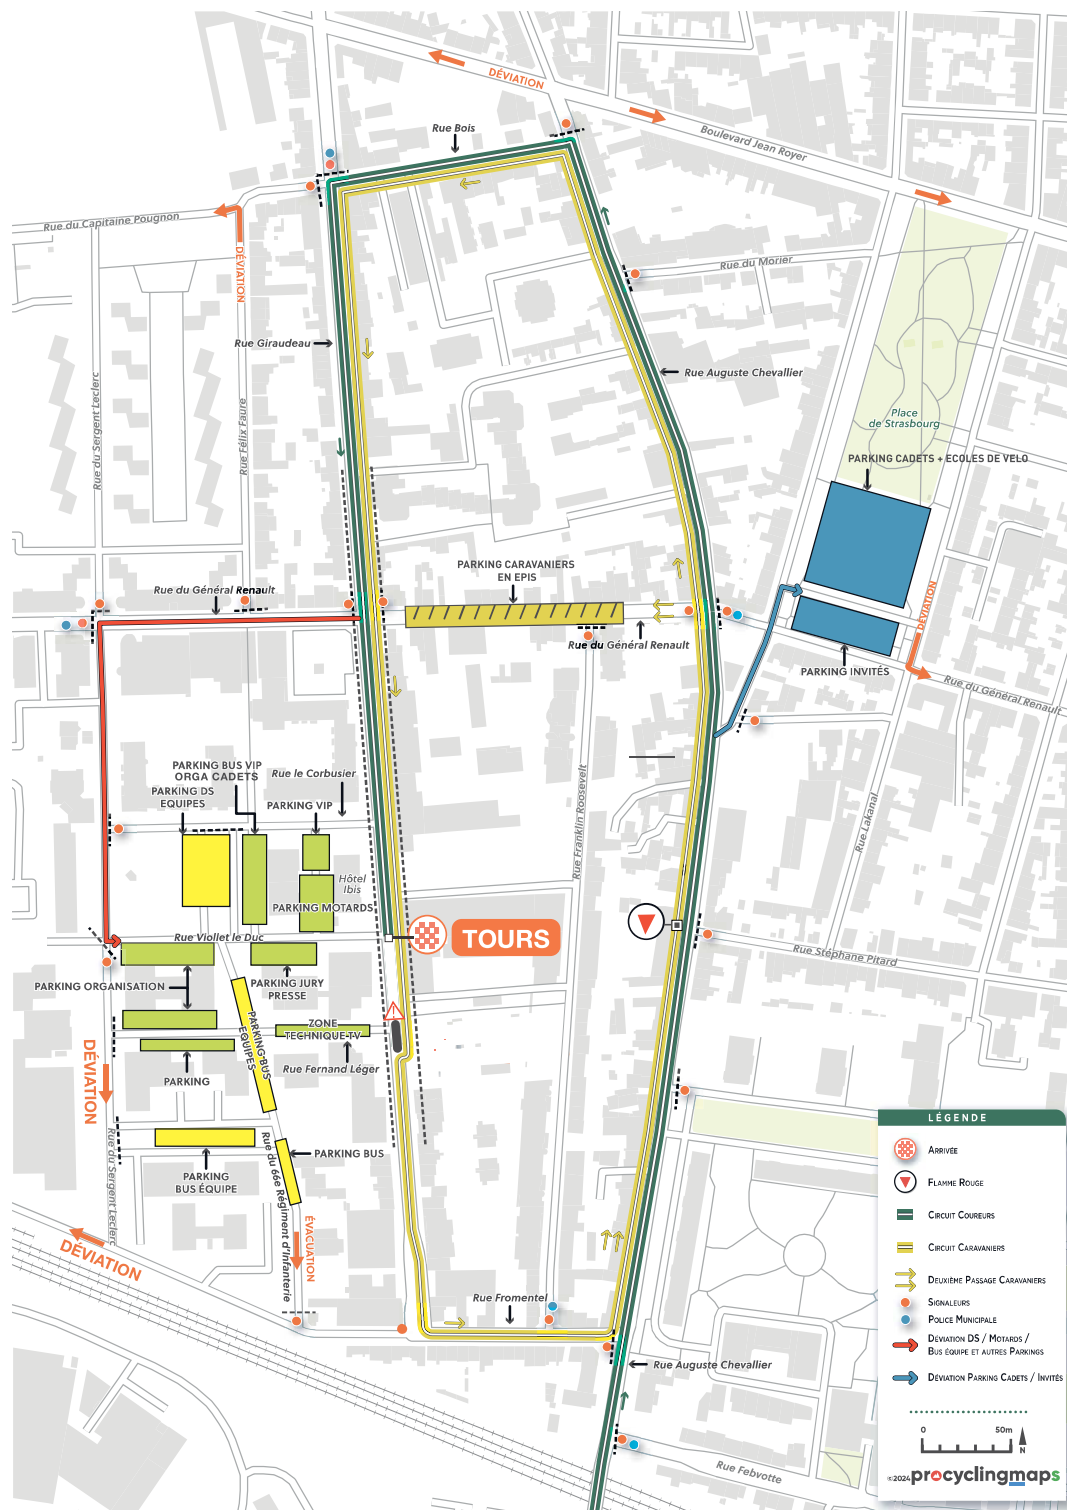 DÉVIATION
Rue Bois
Boulevard Jean Royer
Rue du Capitaine Pougnon
DÉVIATION
Rue du Morier
Rue Giraudeau
Rue Auguste Chevallier
Rue du Sergent Leclerc
Rue Félix Faure
Place
de Strasbourg
PARKING CADETS + ECOLES DE VELO
PARKING CARAVANIERS
EN EPIS
Rue du Général Renault
DÉVIATION
Rue du Général Renault
PARKING INVITÉS
Rue du Général Renault
PARKING BUS VIP
ORGA CADETS
Rue le Corbusier
PARKING DS
EQUIPES
PARKING VIP
Rue Franklin Roosevelt
Rue Lakanal
Hôtel
Ibis
PARKING MOTARDS
Rue Viollet le Duc
TOURS
Rue Stéphane Pitard
PARKING ORGANISATION
PARKING JURY
PRESSE
PARKING BUS
EQUIPES
ZONE
TECHNIQUE TV
Rue Fernand Léger
DÉVIATION
PARKING
Rue du Sergent Leclerc
PARKING
BUS ÉQUIPE
Rue du 66e Régiment d'Infanterie
PARKING BUS
ÉVACUATION
DÉVIATION
Rue Fromentel
Rue Auguste Chevallier
Rue Febvotte
LÉGENDE
ARRIVÉE
FLAMME ROUGE
CIRCUIT COUREURS
CIRCUIT CARAVANIERS
DEUXIÈME PASSAGE CARAVANIERS
SIGNALEURS
POLICE MUNICIPALE
DÉVIATION DS / MOTARDS /
BUS ÉQUIPE ET AUTRES PARKINGS
DÉVIATION PARKING CADETS / INVITÉS
0 50m
N
©2024 procyclingmaps